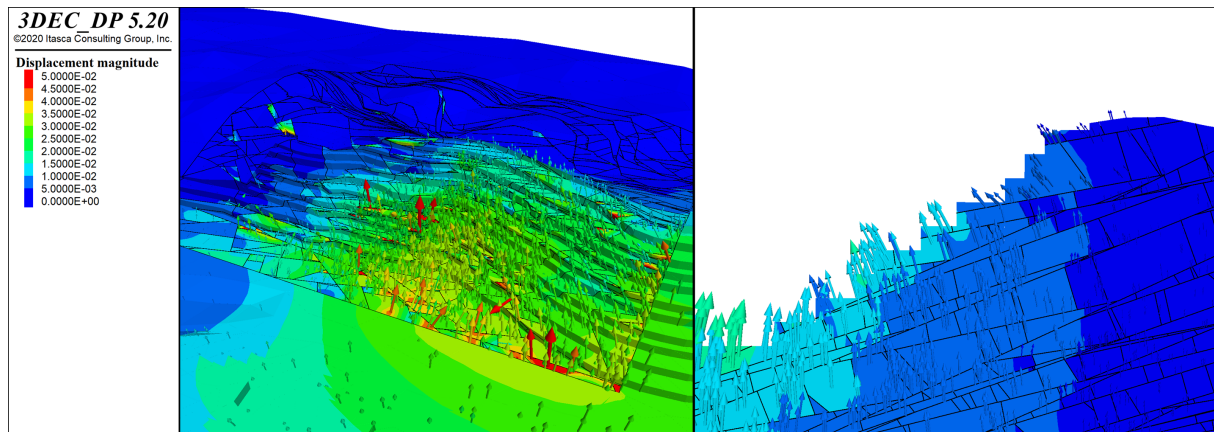 3DEC_DP 5.20
©2020 Itasca Consulting Group, Inc.
Displacement magnitude
5.0000E-02
4.5000E-02
4.0000E-02
3.5000E-02
3.0000E-02
2.5000E-02
2.0000E-02
1.5000E-02
1.0000E-02
5.0000E-03
0.0000E+00